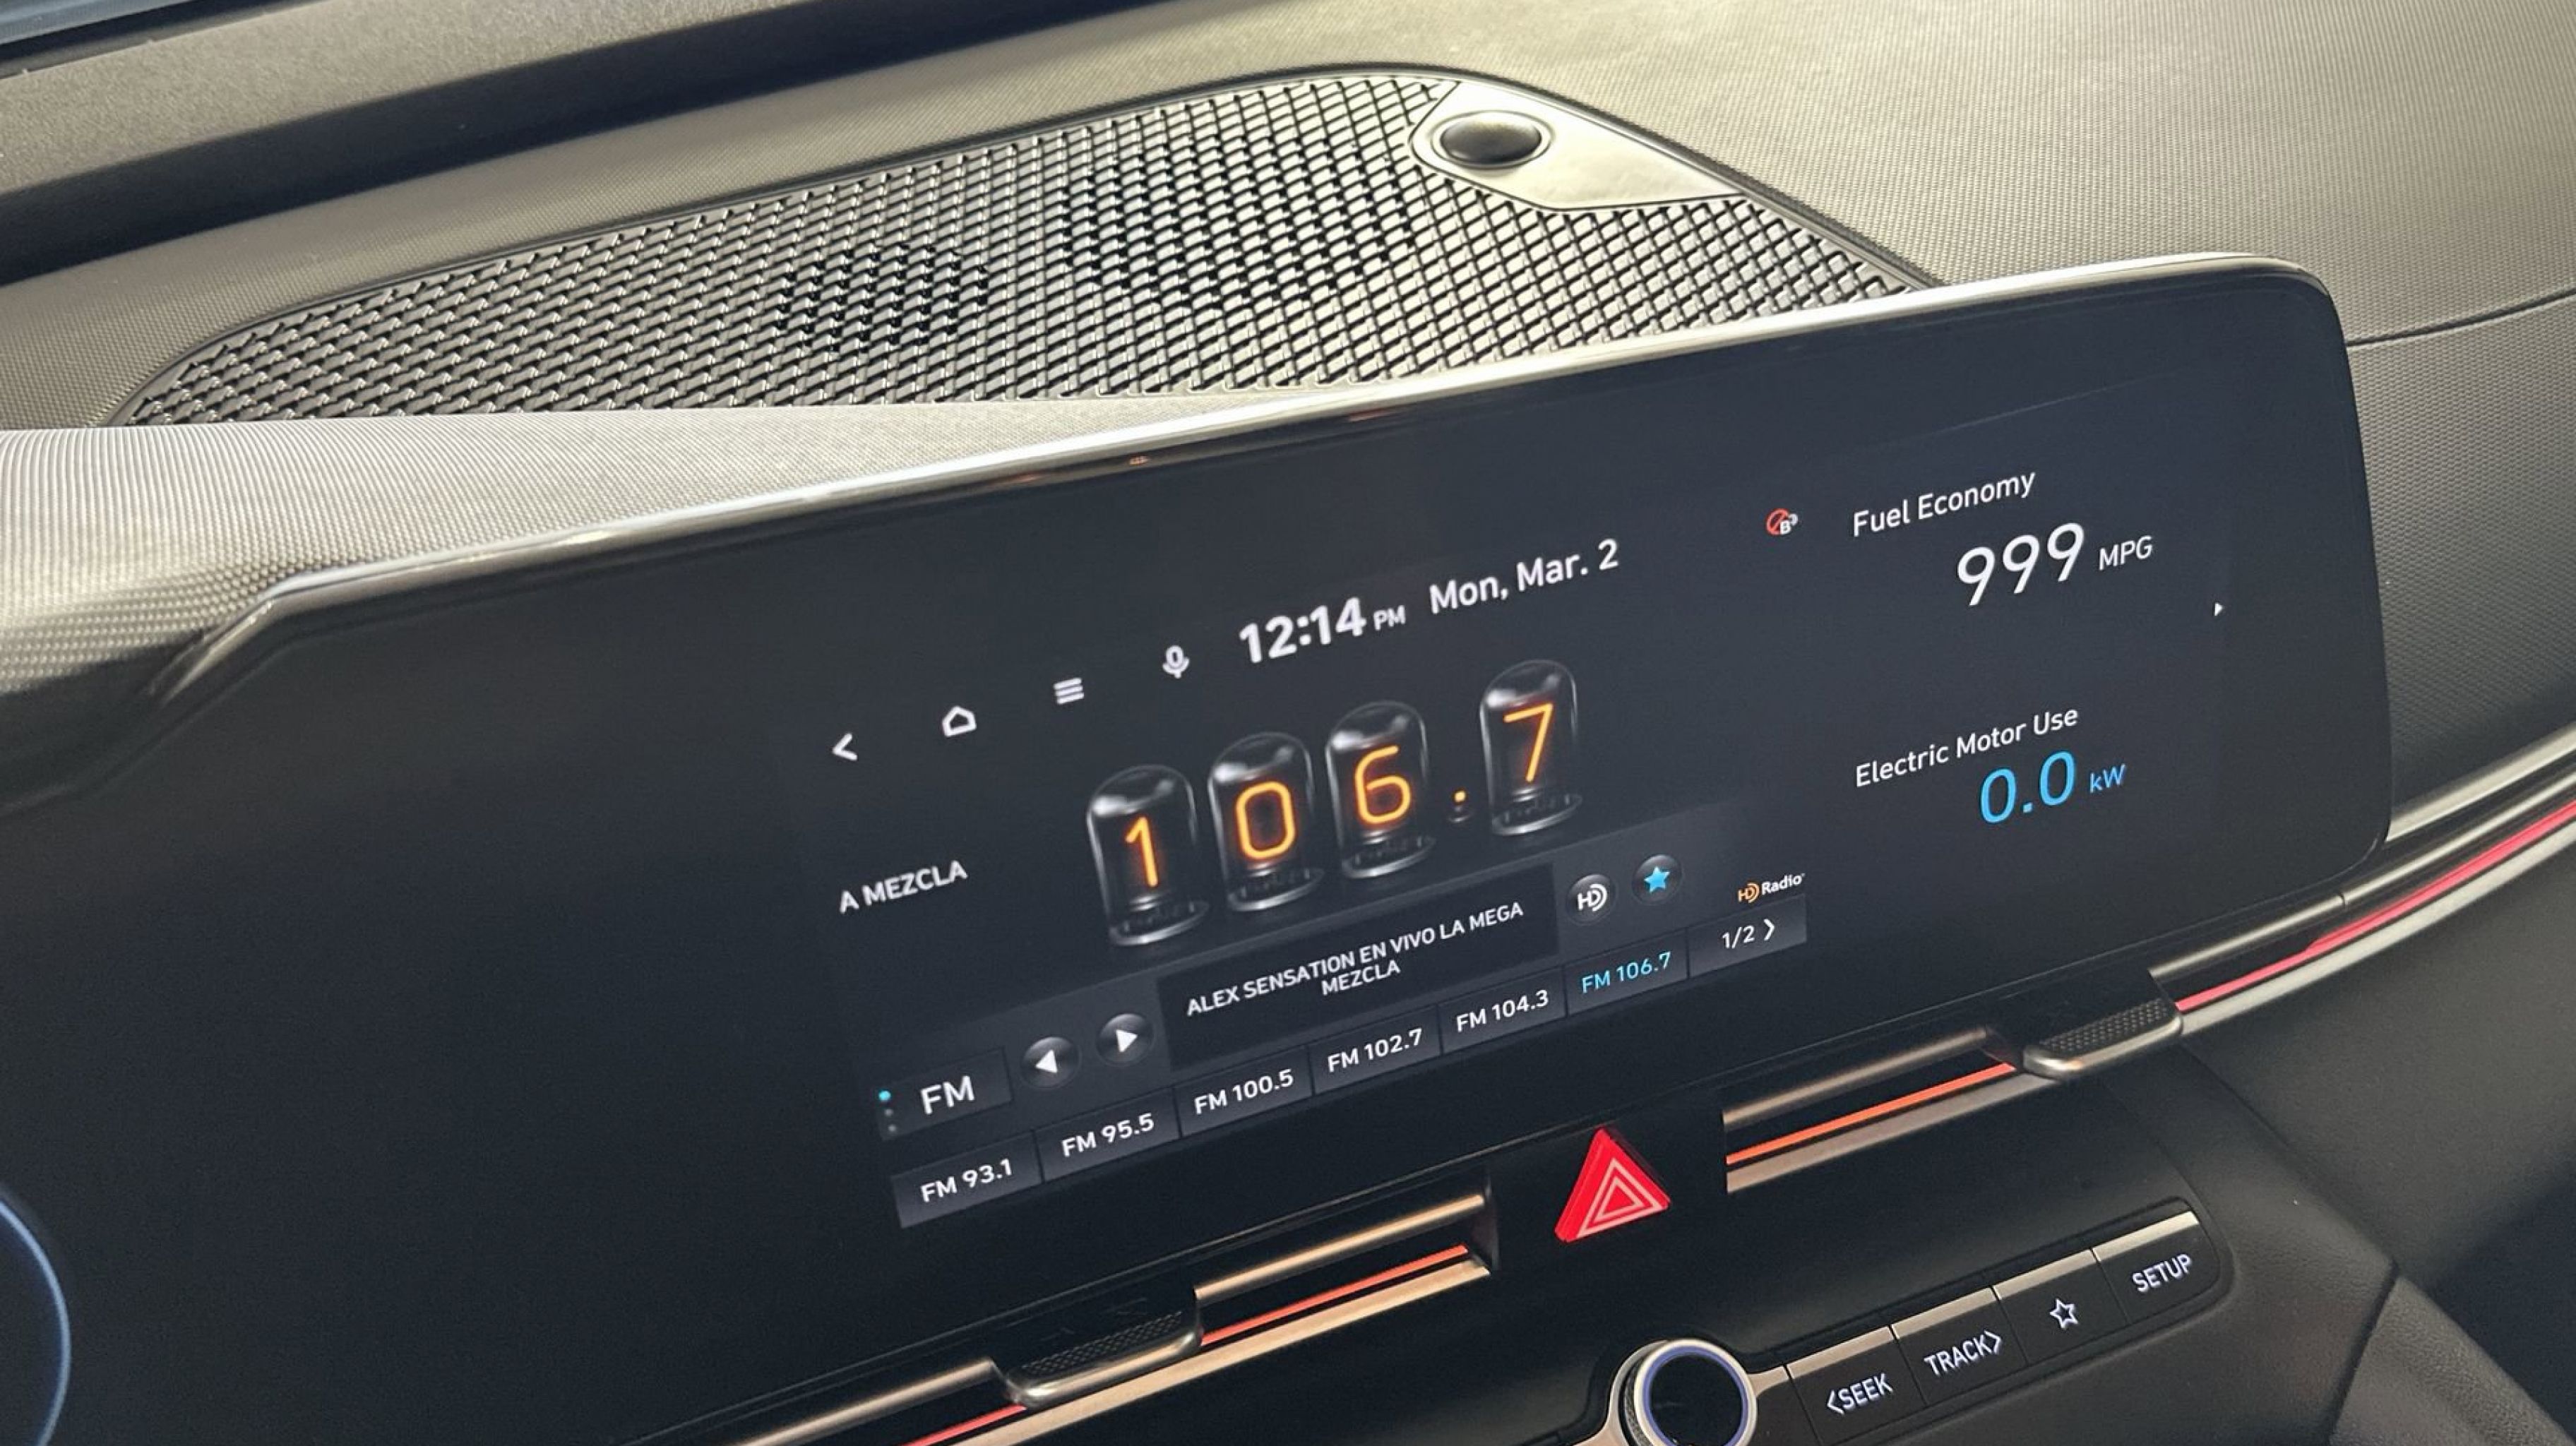 12:14 PM Mon, Mar. 2
Fuel Economy
999 MPG
Electric Motor Use
0.0 kW
106.7
A MEZCLA
ALEX SENSATION EN VIVO LA MEGA
MEZCLA
HD
HD Radio
FM
FM 93.1
FM 95.5
FM 100.5
FM 102.7
FM 104.3
FM 106.7
1/2 >
<SEEK
TRACK>
SETUP